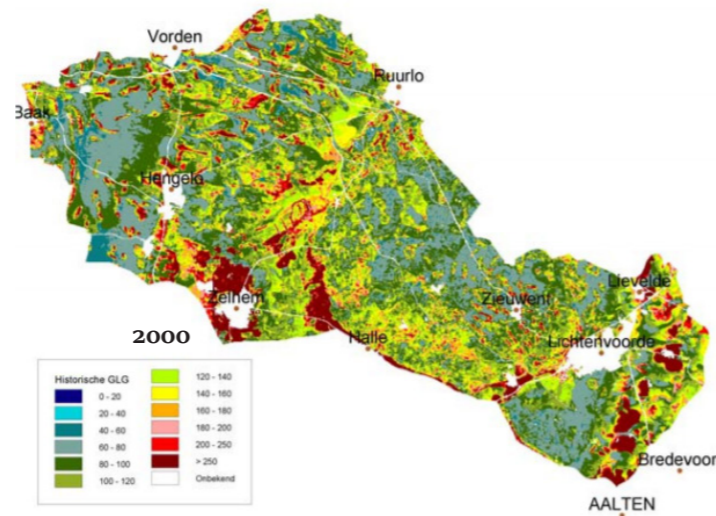 Vorden
Ruurlo
Baak
Hengelo
Lievelde
Zelhem
Zieuwent
2000
Halle
Lichtenvoorde
Historische GLG
0 - 20
20 - 40
40 - 60
60 - 80
80 - 100
100 - 120
120 - 140
140 - 160
160 - 180
180 - 200
200 - 250
> 250
Onbekend
Bredevoor
AALTEN